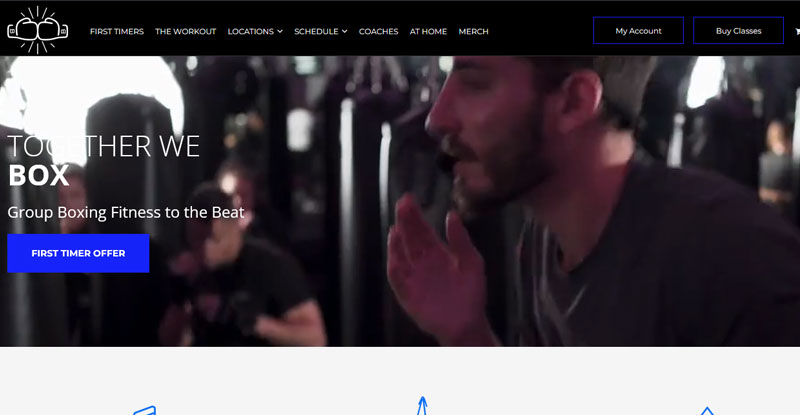 FIRST TIMERS THE WORKOUT LOCATIONS SCHEDULE COACHES AT HOME MERCH My Account Buy Classes
TOGETHER WE
BOX
Group Boxing Fitness to the Beat
FIRST TIMER OFFER